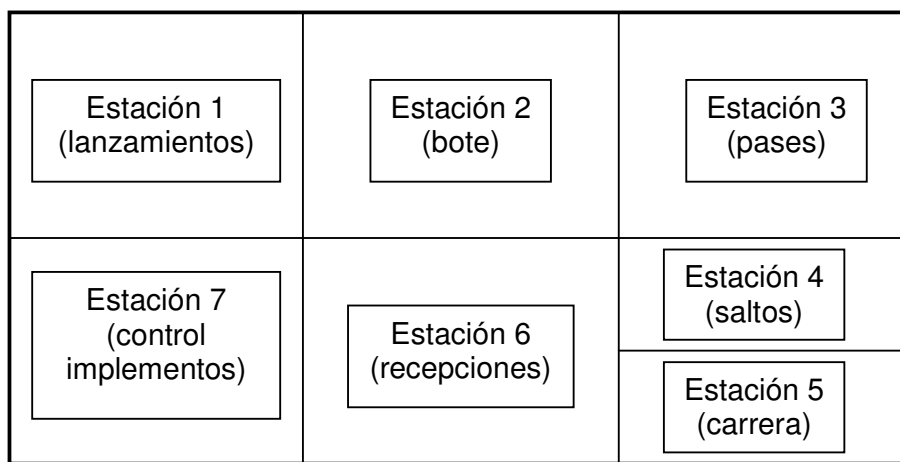 Estación 1
(lanzamientos)
Estación 2
(bote)
Estación 3
(pases)
Estación 7
(control
implementos)
Estación 6
(recepciones)
Estación 4
(saltos)
Estación 5
(carrera)